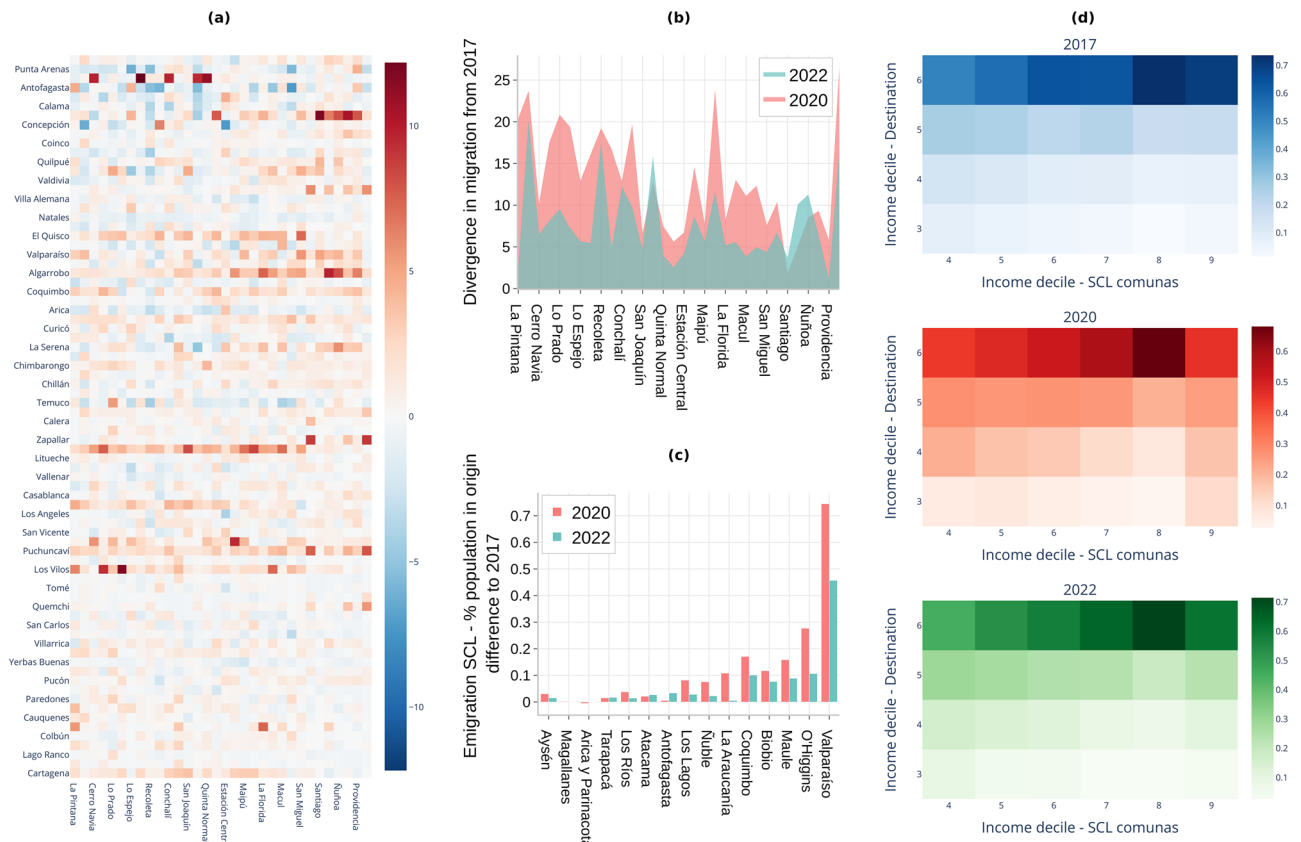 (a)
Punta Arenas
Antofagasta
Calama
Concepción
Coinco
Quilpué
Valdivia
Villa Alemana
Natales
El Quisco
Valparaíso
Algarrobo
Coquimbo
Arica
Curicó
La Serena
Chimbarongo
Chillán
Temuco
Calera
Zapallar
Litueche
Vallenar
Casablanca
Los Angeles
San Vicente
Puchuncaví
Los Vilos
Tomé
Quemchi
San Carlos
Villarrica
Yerbas Buenas
Pucón
Paredones
Cauquenes
Colbún
Lago Ranco
Cartagena
La Pintana
Cerro Navia
Lo Prado
Lo Espejo
Recoleta
Conchalí
San Joaquín
Quinta Norma
Estación Centr
Maipú
La Florida
Macul
San Miguel
Santiago
Ñuñoa
Providencia
10
5
0
−5
−10
(b)
Divergence in migration from 2017
25
20
15
10
5
0
2022
2020
La Pintana
Cerro Navia
Lo Prado
Lo Espejo
Recoleta
Conchalí
San Joaquín
Quinta Normal
Estación Central
Maipú
La Florida
Macul
San Miguel
Santiago
Ñuñoa
Providencia
(c)
Emigration SCL - % population in origin
difference to 2017
0.7
0.6
0.5
0.4
0.3
0.2
0.1
0
2020
2022
Aysén
Magallanes
Arica y Parinacota
Tarapacá
Los Ríos
Atacama
Antofagasta
Los Lagos
Ñuble
La Araucanía
Coquimbo
Biobio
Maule
O'Higgins
Valparaíso
(d)
2017
Income decile - Destination
6
5
4
3
4
5
6
7
8
9
Income decile - SCL comunas
0.7
0.6
0.5
0.4
0.3
0.2
0.1
2020
Income decile - Destination
6
5
4
3
4
5
6
7
8
9
Income decile - SCL comunas
0.6
0.5
0.4
0.3
0.2
0.1
2022
Income decile - Destination
6
5
4
3
4
5
6
7
8
9
Income decile - SCL comunas
0.7
0.6
0.5
0.4
0.3
0.2
0.1